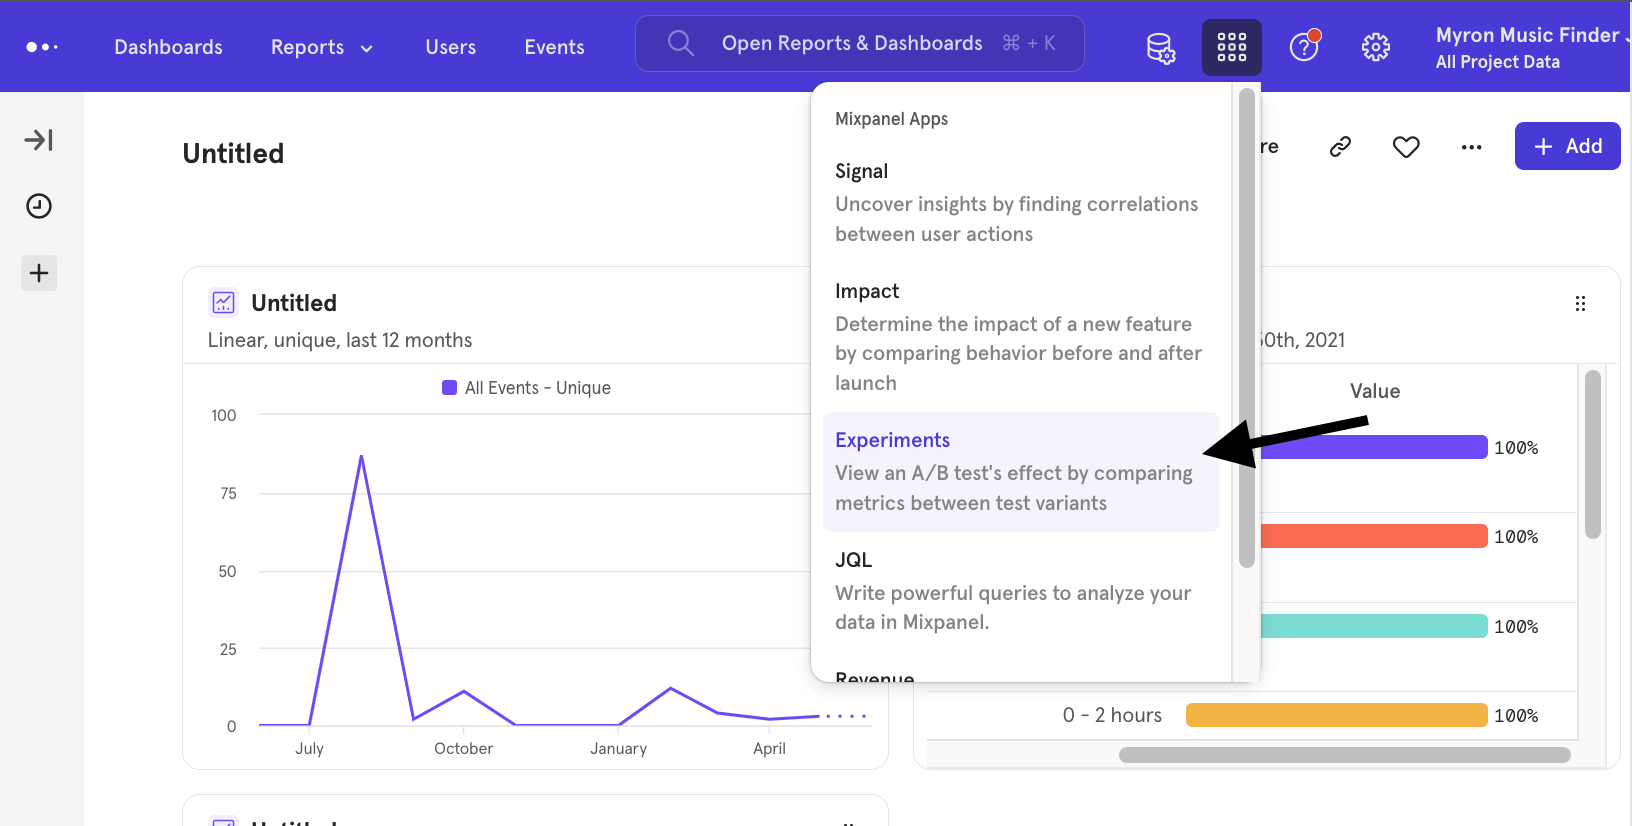 Dashboards
Reports
Users
Events
Open Reports & Dashboards ⌘ + K
Myron Music Finder
All Project Data
Untitled
Mixpanel Apps
Signal
Uncover insights by finding correlations
between user actions
Impact
Determine the impact of a new feature
by comparing behavior before and after
launch
Experiments
View an A/B test's effect by comparing
metrics between test variants
JQL
Write powerful queries to analyze your
data in Mixpanel.
Revenue
re
+ Add
Untitled
Linear, unique, last 12 months
All Events - Unique
100
75
50
25
0
July
October
January
April
0th, 2021
Value
100%
100%
100%
0 - 2 hours
100%
Untitled